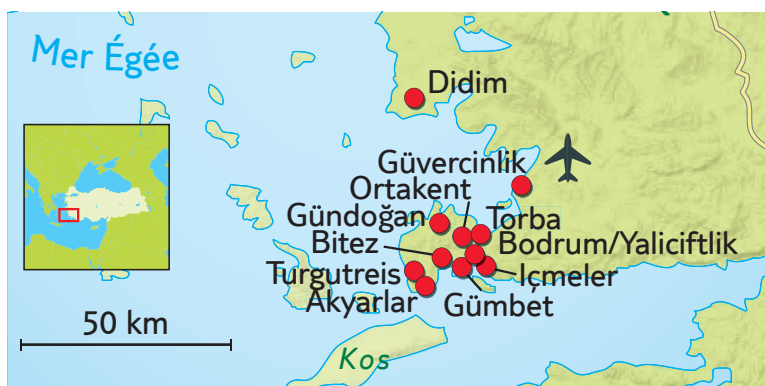 Mer Égée
Didim
Güvercinlik
Ortakent
Gündoğan
Torba
Bitez
Bodrum/Yaliciftlik
Turgutreis
Içmeler
Akyarlar
Gümbet
50 km
Kos